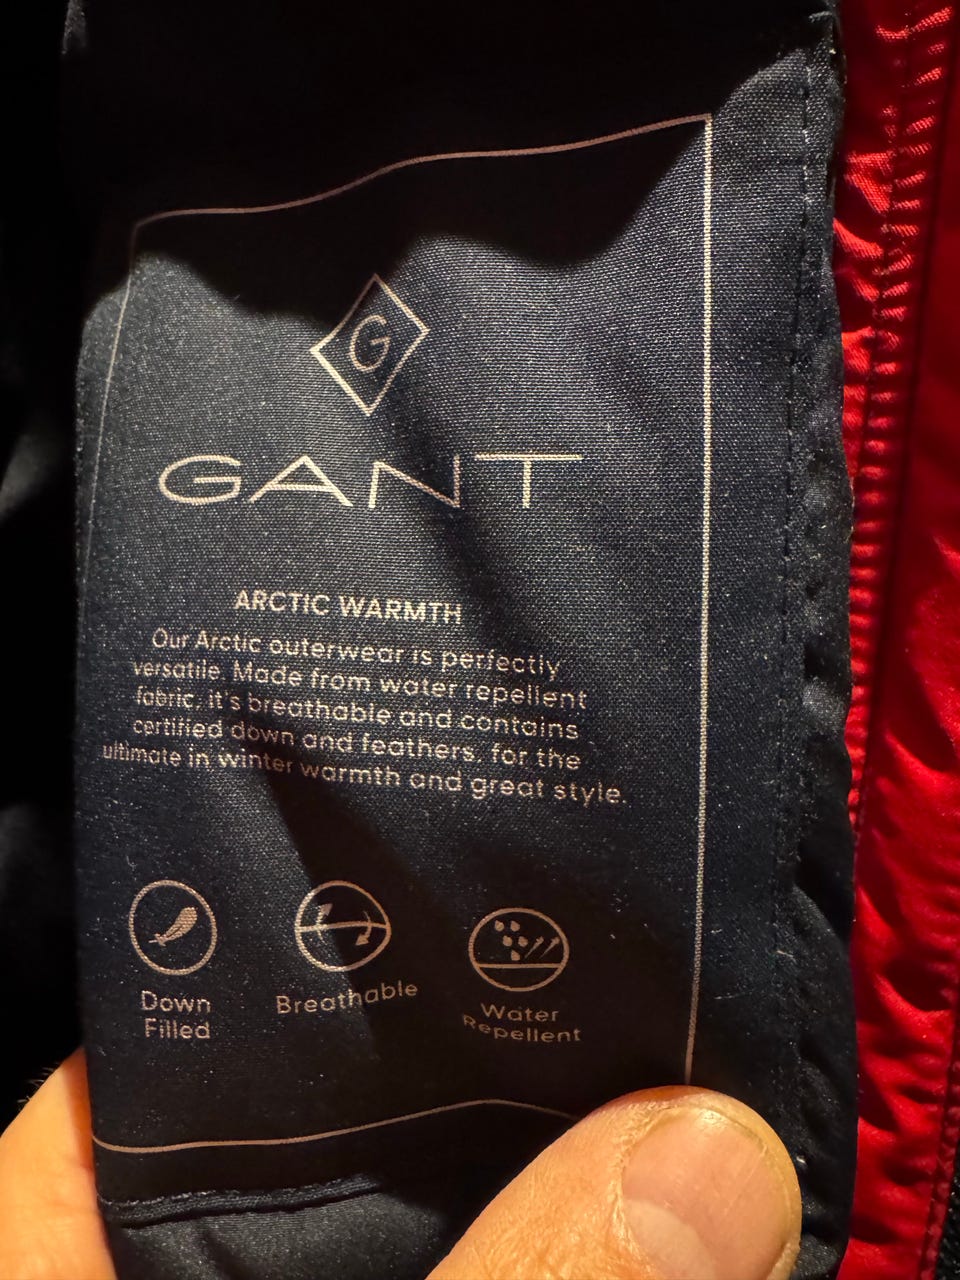 G
GANT
ARCTIC WARMTH
Our Arctic outerwear is perfectly
versatile. Made from water repellent
fabric, it's breathable and contains
certified down and feathers, for the
ultimate in winter warmth and great style.
Down
Filled
Breathable
Water
Repellent